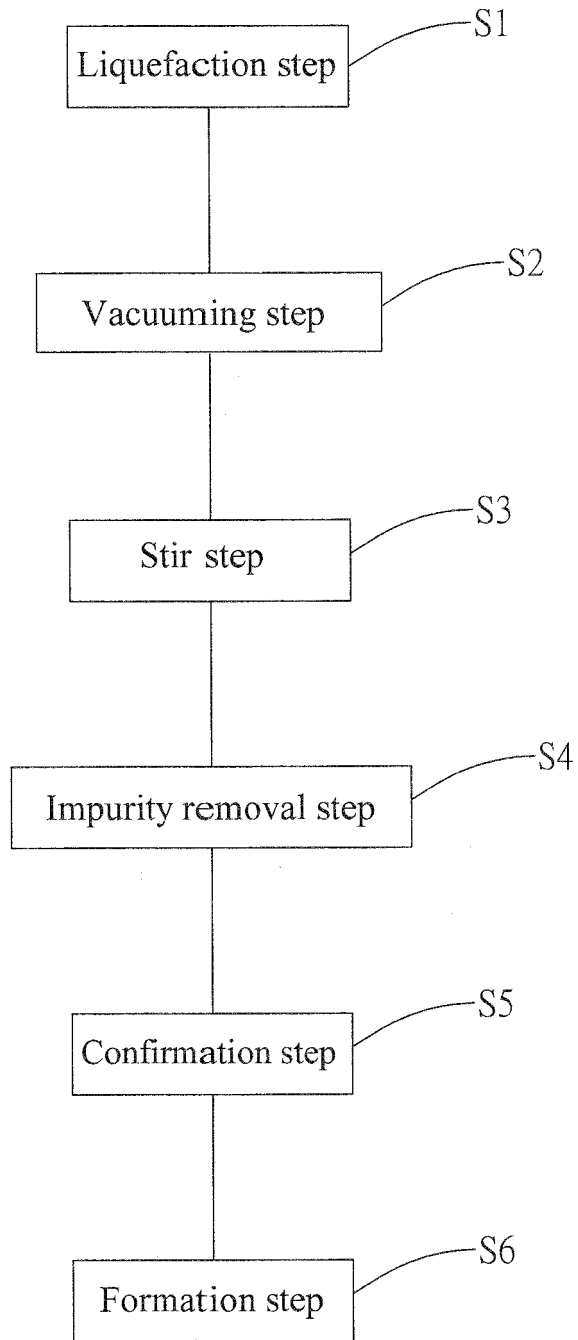 S1
Liquefaction step
S2
Vacuuming step
S3
Stir step
S4
Impurity removal step
S5
Confirmation step
S6
Formation step